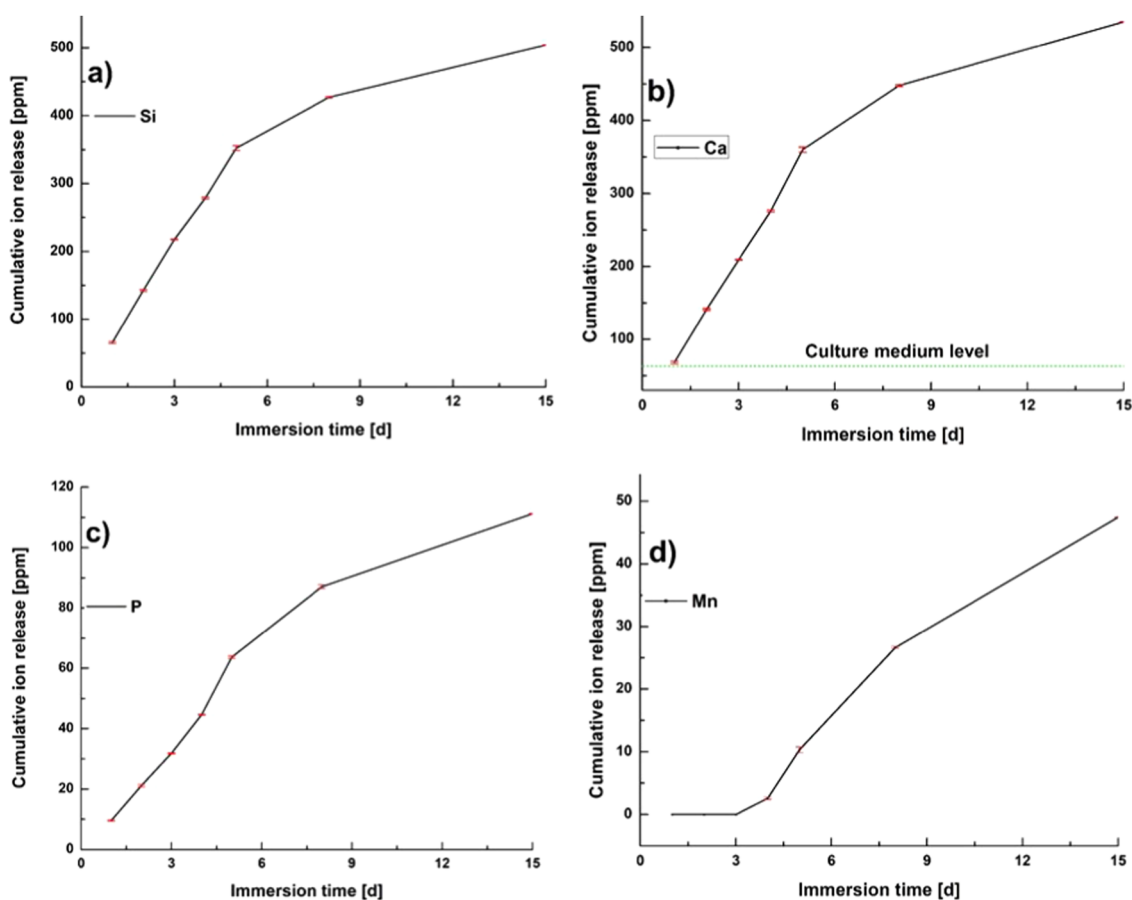 a)
Si
Cumulative ion release [ppm]
500
400
300
200
100
0
0 3 6 9 12 15
Immersion time [d]
b)
Ca
Culture medium level
Cumulative ion release [ppm]
500
400
300
200
100
0 3 6 9 12 15
Immersion time [d]
c)
P
Cumulative ion release [ppm]
120
100
80
60
40
20
0
0 3 6 9 12 15
Immersion time [d]
d)
Mn
Cumulative ion release [ppm]
50
40
30
20
10
0
0 3 6 9 12 15
Immersion time [d]